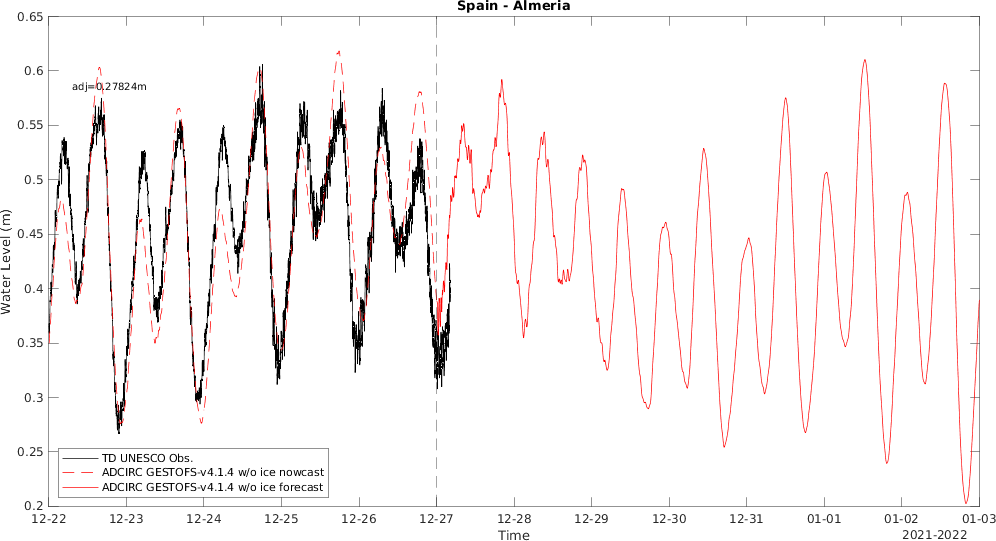 Spain - Almeria
0.65
0.6
0.55
0.5
0.45
0.4
0.35
0.3
0.25
0.2
Water Level (m)
adj=0.27824m
TD UNESCO Obs.
ADCIRC GESTOFS-v4.1.4 w/o ice nowcast
ADCIRC GESTOFS-v4.1.4 w/o ice forecast
12-22 12-23 12-24 12-25 12-26 12-27 12-28 12-29 12-30 12-31 01-01 01-02 01-03
Time
2021-2022